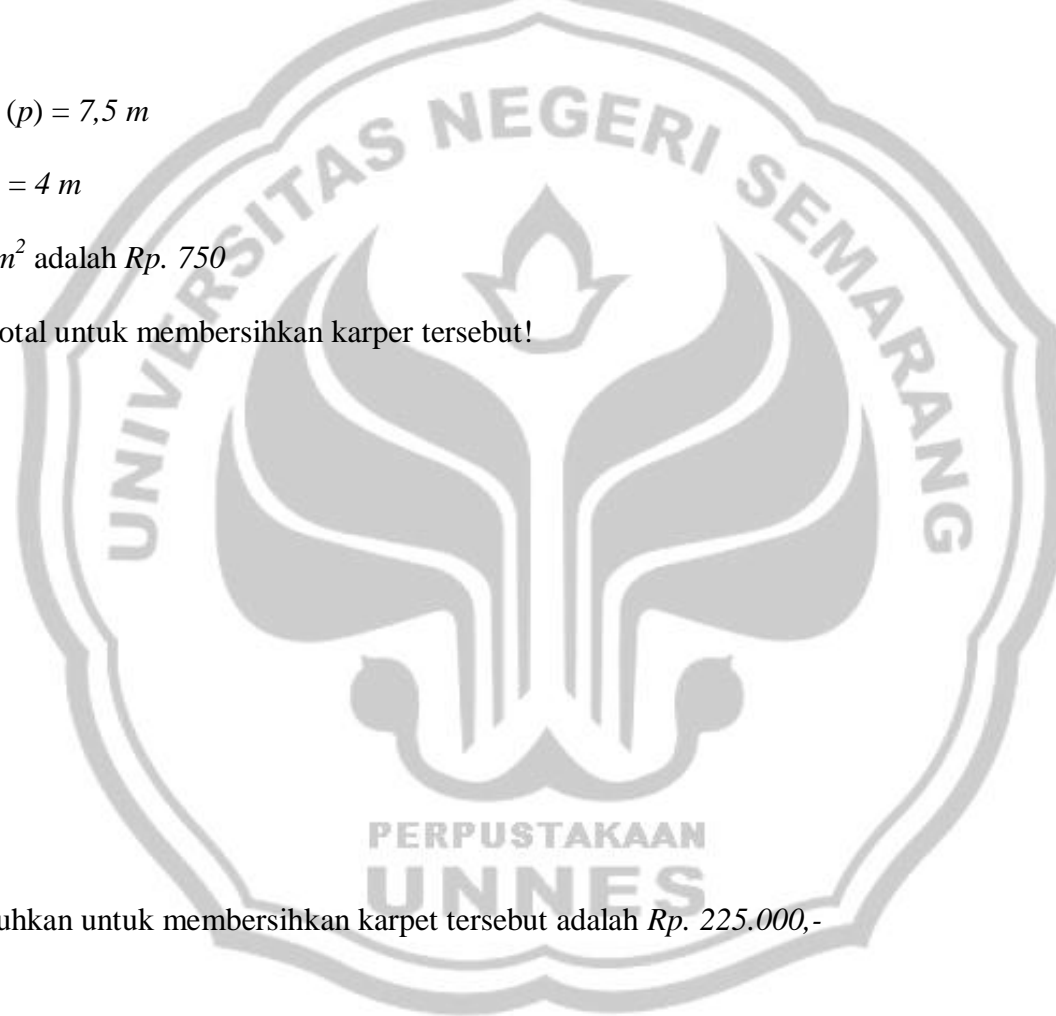 (p) = 7,5 m
= 4 m
m² adalah Rp. 750
otal untuk membersihkan karper tersebut!
UNIVERSITAS NEGERI SEMARANG
PERPUSTAKAAN
UNNES
uhkan untuk membersihkan karpet tersebut adalah Rp. 225.000,-